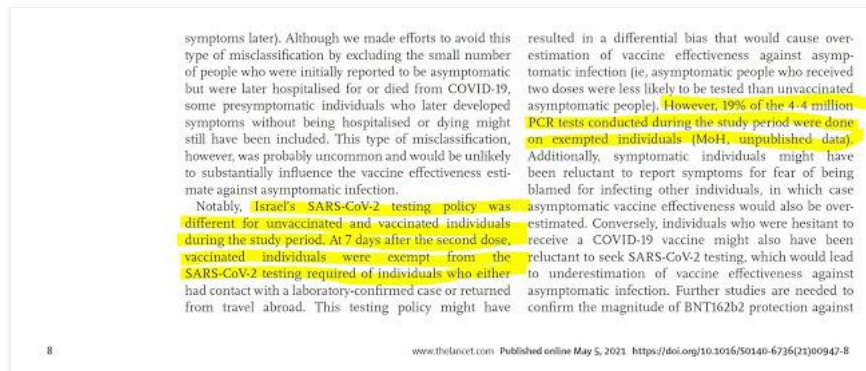 symptoms later). Although we made efforts to avoid this
type of misclassification by excluding the small number
of people who were initially reported to be asymptomatic
but were later hospitalised for or died from COVID-19,
some presymptomatic individuals who later developed
symptoms without being hospitalised or dying might
still have been included. This type of misclassification,
however, was probably uncommon and would be unlikely
to substantially influence the vaccine effectiveness esti-
mate against asymptomatic infection.
Notably, Israel's SARS-CoV-2 testing policy was
different for unvaccinated and vaccinated individuals
during the study period. At 7 days after the second dose,
vaccinated individuals were exempt from the
SARS-CoV-2 testing required of individuals who either
had contact with a laboratory-confirmed case or returned
from travel abroad. This testing policy might have
resulted in a differential bias that would cause over-
estimation of vaccine effectiveness against asymp-
tomatic infection (ie, asymptomatic people who received
two doses were less likely to be tested than unvaccinated
asymptomatic people). However, 19% of the 4·4 million
PCR tests conducted during the study period were done
on exempted individuals (MoH, unpublished data).
Additionally, symptomatic individuals might have
been reluctant to report symptoms for fear of being
blamed for infecting other individuals, in which case
asymptomatic vaccine effectiveness would also be over-
estimated. Conversely, individuals who were hesitant to
receive a COVID-19 vaccine might also have been
reluctant to seek SARS-CoV-2 testing, which would lead
to underestimation of vaccine effectiveness against
asymptomatic infection. Further studies are needed to
confirm the magnitude of BNT162b2 protection against
8
www.thelancet.com Published online May 5, 2021 https://doi.org/10.1016/S0140-6736(21)00947-8